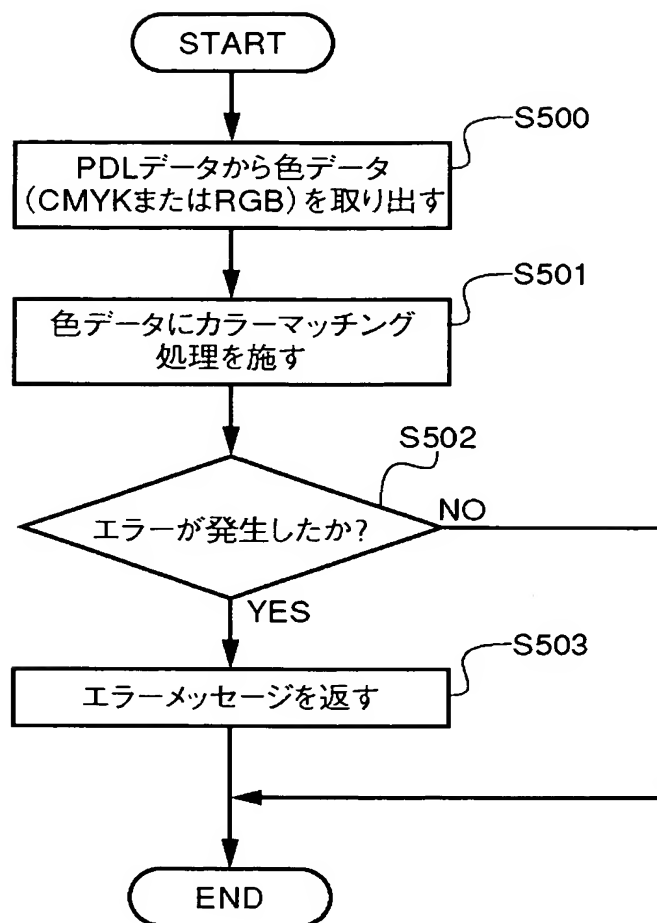 START
S500
PDLデータから色データ
(CMYKまたはRGB)を取り出す
S501
色データにカラーマッチング
処理を施す
S502
エラーが発生したか?
NO
YES
S503
エラーメッセージを返す
END